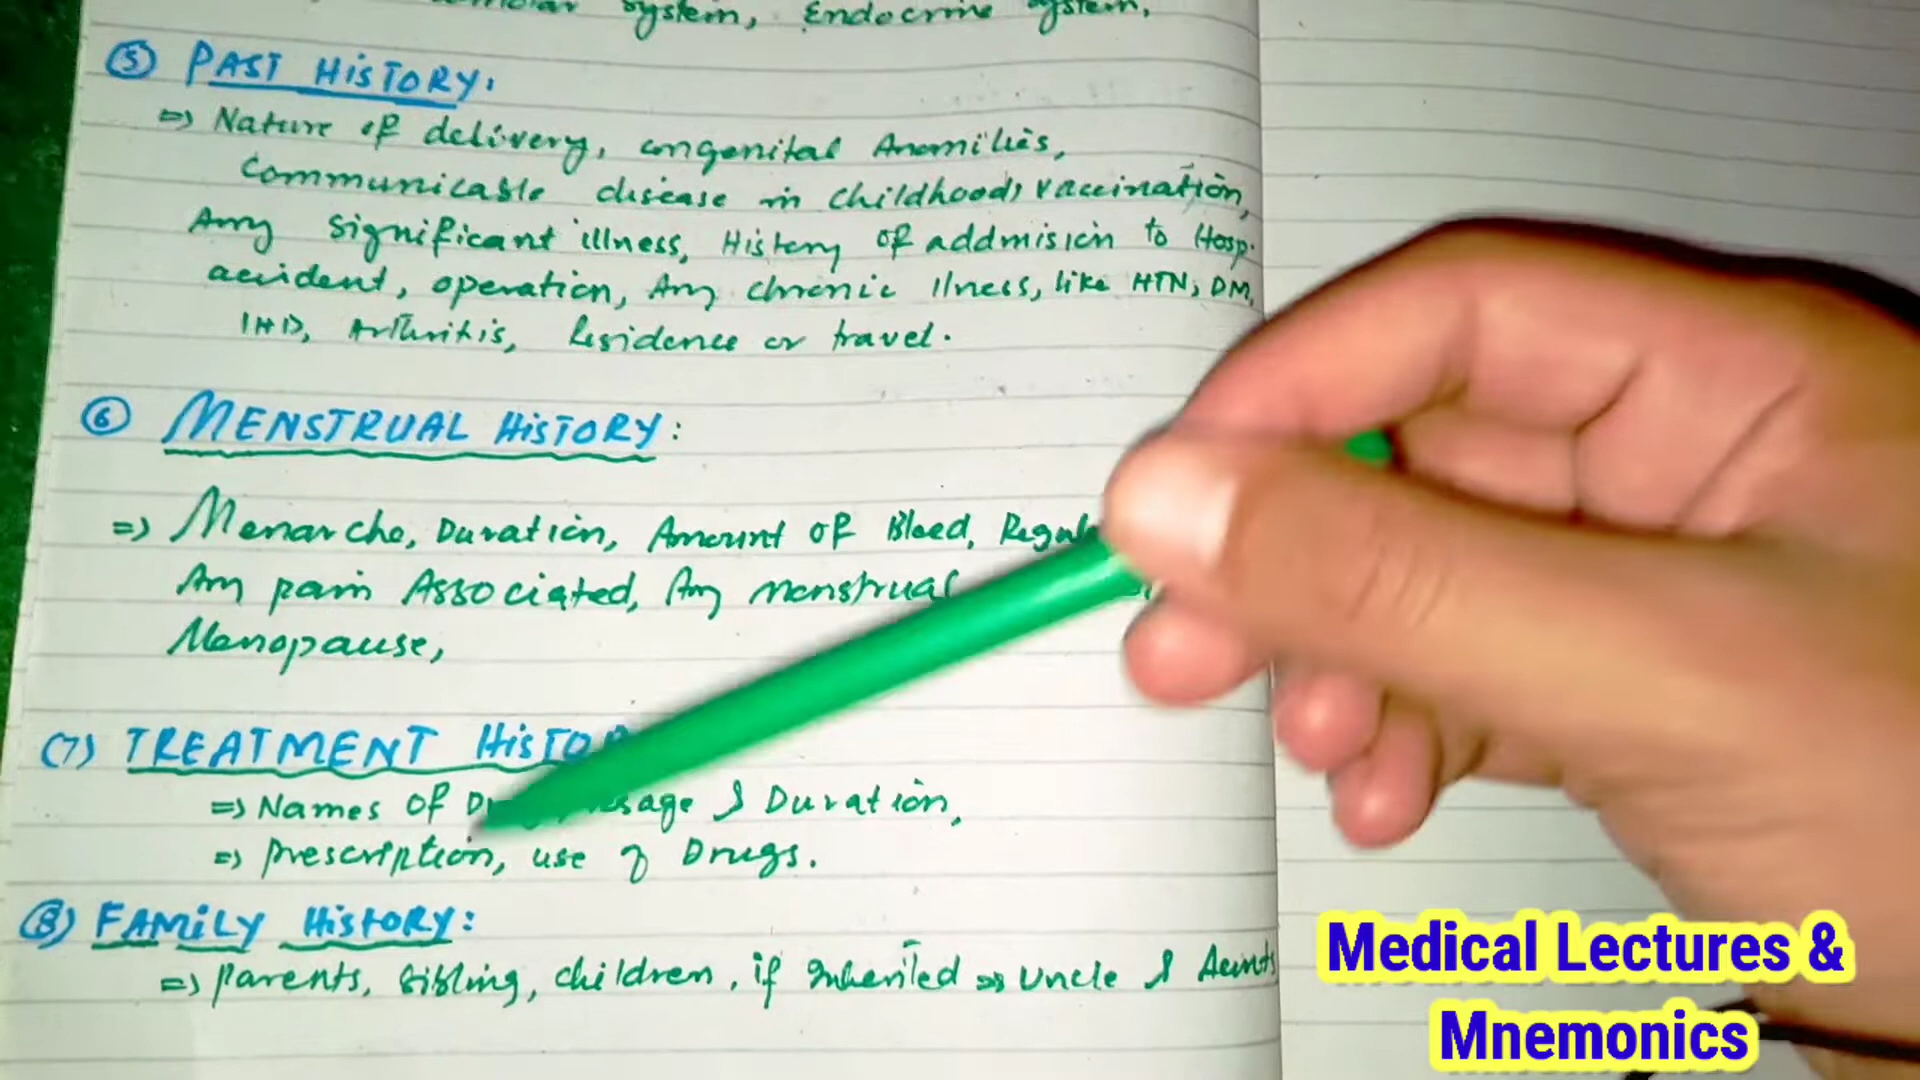 System, Endocrine System,
(5) PAST HiSTORY.
=> Nature of delivery, congenital Anamilies,
Communicable disease in childhood, vaccination,
Any Significant illness, History of addmision to Hosp.
accident, operation, Any chronic illness, like HTN, DM,
IHD, Arthritis, Residence or travel.
(6) MENSTRUAL HiSTORY:
=> Menarche, Duration, Amount of Bleed,
Any pain Associated, Any menstrual
Menopause,
(7) TREATMENT
=> Names of & Duration,
=> prescription, use of Drugs.
(8) FAMiLY HiSTORY:
=> parents, sibling, children, if Inherited => Uncle & Aunts
Medical Lectures &
Mnemonics